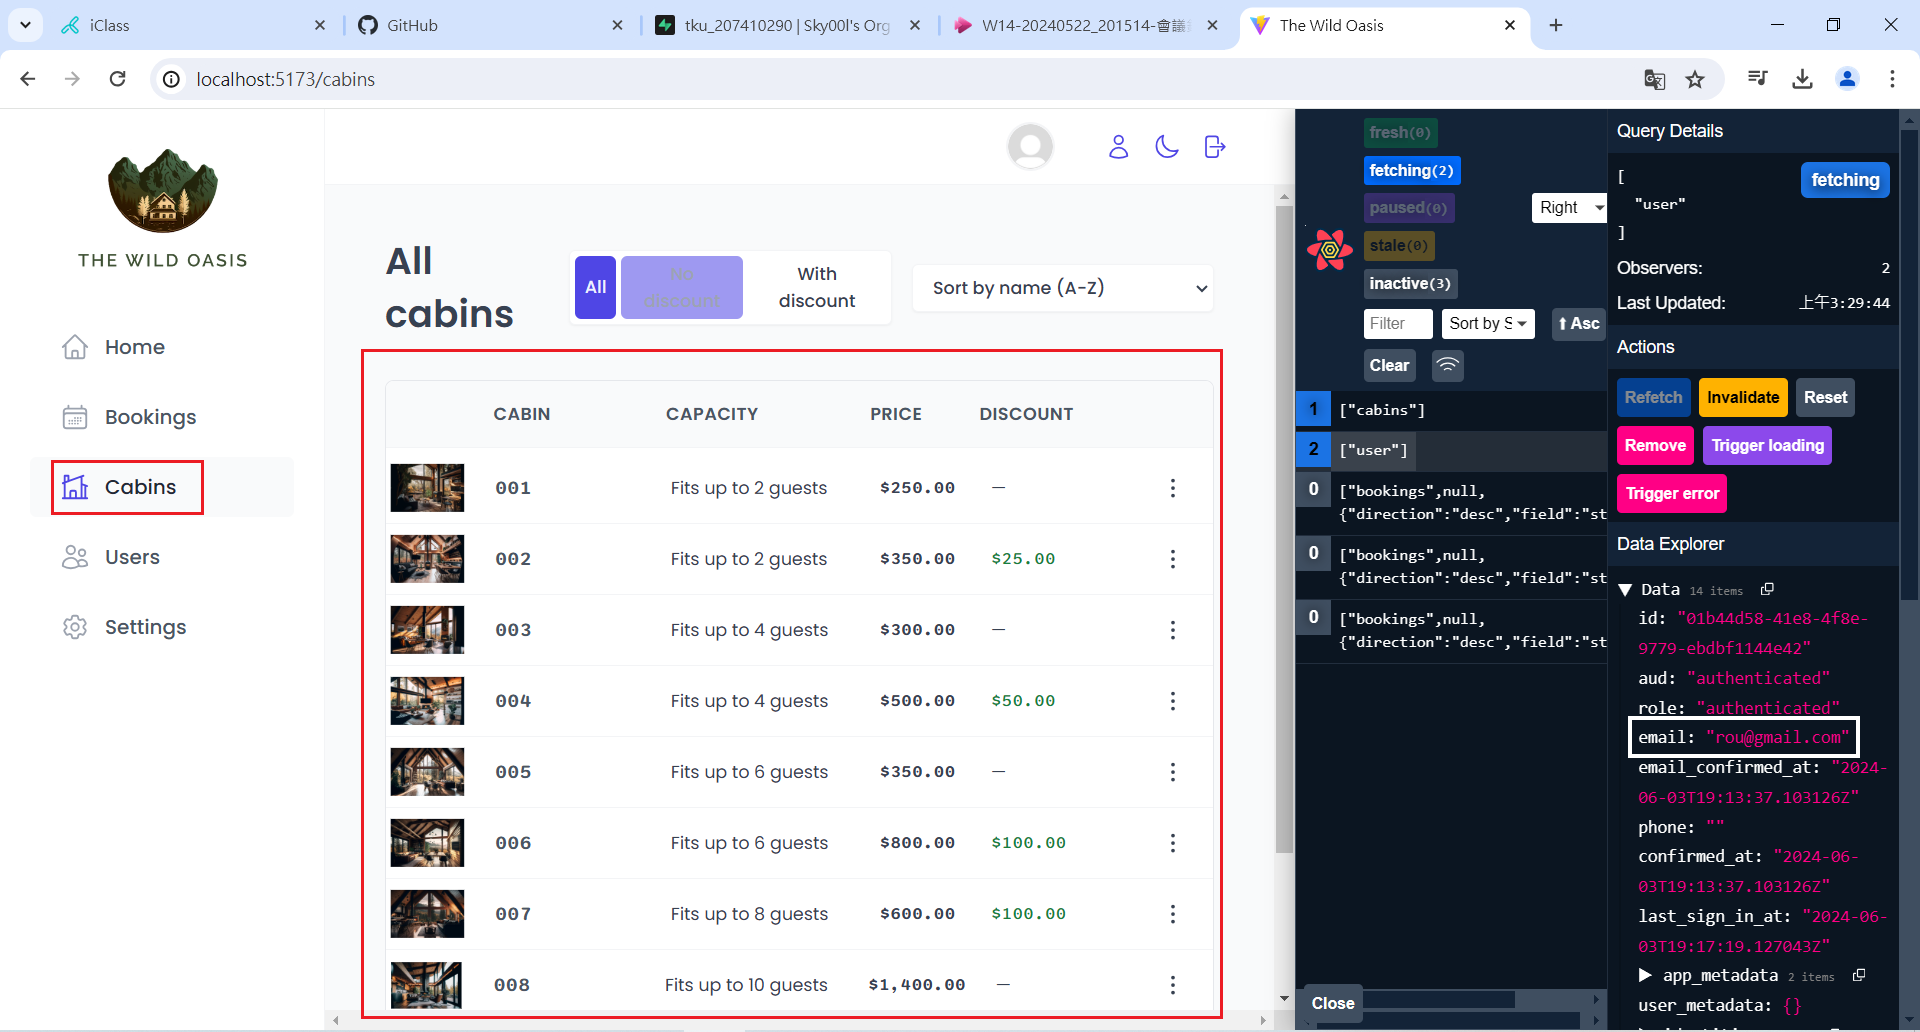 iClass
GitHub
tku_207410290 | Sky00l's Org
W14-20240522_201514-會議
The Wild Oasis
localhost:5173/cabins
THE WILD OASIS
Home
Bookings
Cabins
Users
Settings
All cabins
All
No discount
With discount
Sort by name (A-Z)
CABIN CAPACITY PRICE DISCOUNT
001 Fits up to 2 guests $250.00 —
002 Fits up to 2 guests $350.00 $25.00
003 Fits up to 4 guests $300.00 —
004 Fits up to 4 guests $500.00 $50.00
005 Fits up to 6 guests $350.00 —
006 Fits up to 6 guests $800.00 $100.00
007 Fits up to 8 guests $600.00 $100.00
008 Fits up to 10 guests $1,400.00 —
fresh(0)
fetching(2)
paused(0)
stale(0)
inactive(3)
Right
Filter
Sort by S
⬆ Asc
Clear
1 ["cabins"]
2 ["user"]
0 ["bookings",null,
{"direction":"desc","field":"st
0 ["bookings",null,
{"direction":"desc","field":"st
0 ["bookings",null,
{"direction":"desc","field":"st
Close
Query Details
[
"user"
]
fetching
Observers: 2
Last Updated: 上午3:29:44
Actions
Refetch Invalidate Reset
Remove Trigger loading
Trigger error
Data Explorer
▼ Data 14 items
id: "01b44d58-41e8-4f8e-
9779-ebdbf1144e42"
aud: "authenticated"
role: "authenticated"
email: "rou@gmail.com"
email_confirmed_at: "2024-
06-03T19:13:37.103126Z"
phone: ""
confirmed_at: "2024-06-
03T19:13:37.103126Z"
last_sign_in_at: "2024-06-
03T19:17:19.127043Z"
▶ app_metadata 2 items
user_metadata: {}